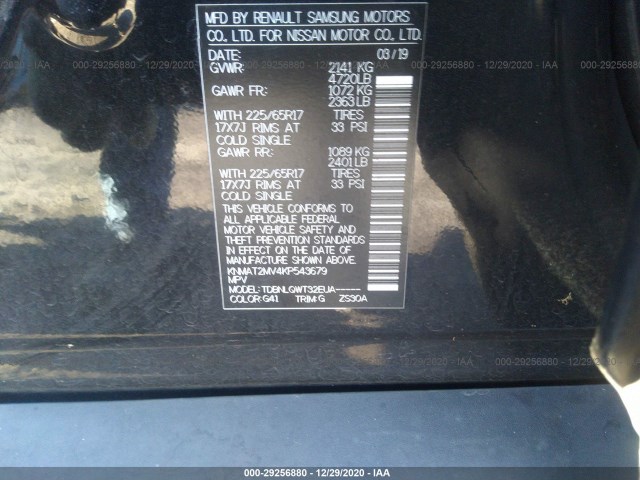 MFD BY RENAULT SAMSUNG MOTORS
CO. LTD. FOR NISSAN MOTOR CO., LTD.
DATE: 03/19
GVWR: 2141 KG
4720LB
GAWR FR: 1072 KG
2363LB
WITH 225/65R17 TIRES
17X7J RIMS AT 33 PSI
COLD SINGLE
GAWR RR: 1089 KG
2401LB
WITH 225/65R17 TIRES
17X7J RIMS AT 33 PSI
COLD SINGLE
THIS VEHICLE CONFORMS TO
ALL APPLICABLE FEDERAL
MOTOR VEHICLE SAFETY AND
THEFT PREVENTION STANDARDS
IN EFFECT ON THE DATE OF
MANUFACTURE SHOWN ABOVE.
KNMAT2MV4KP543679
MPV
MODEL: TDBNLQWT32EUA-----
COLOR:G41 TRIM:G ZS30A
000-29256880 - 12/29/2020 - IAA